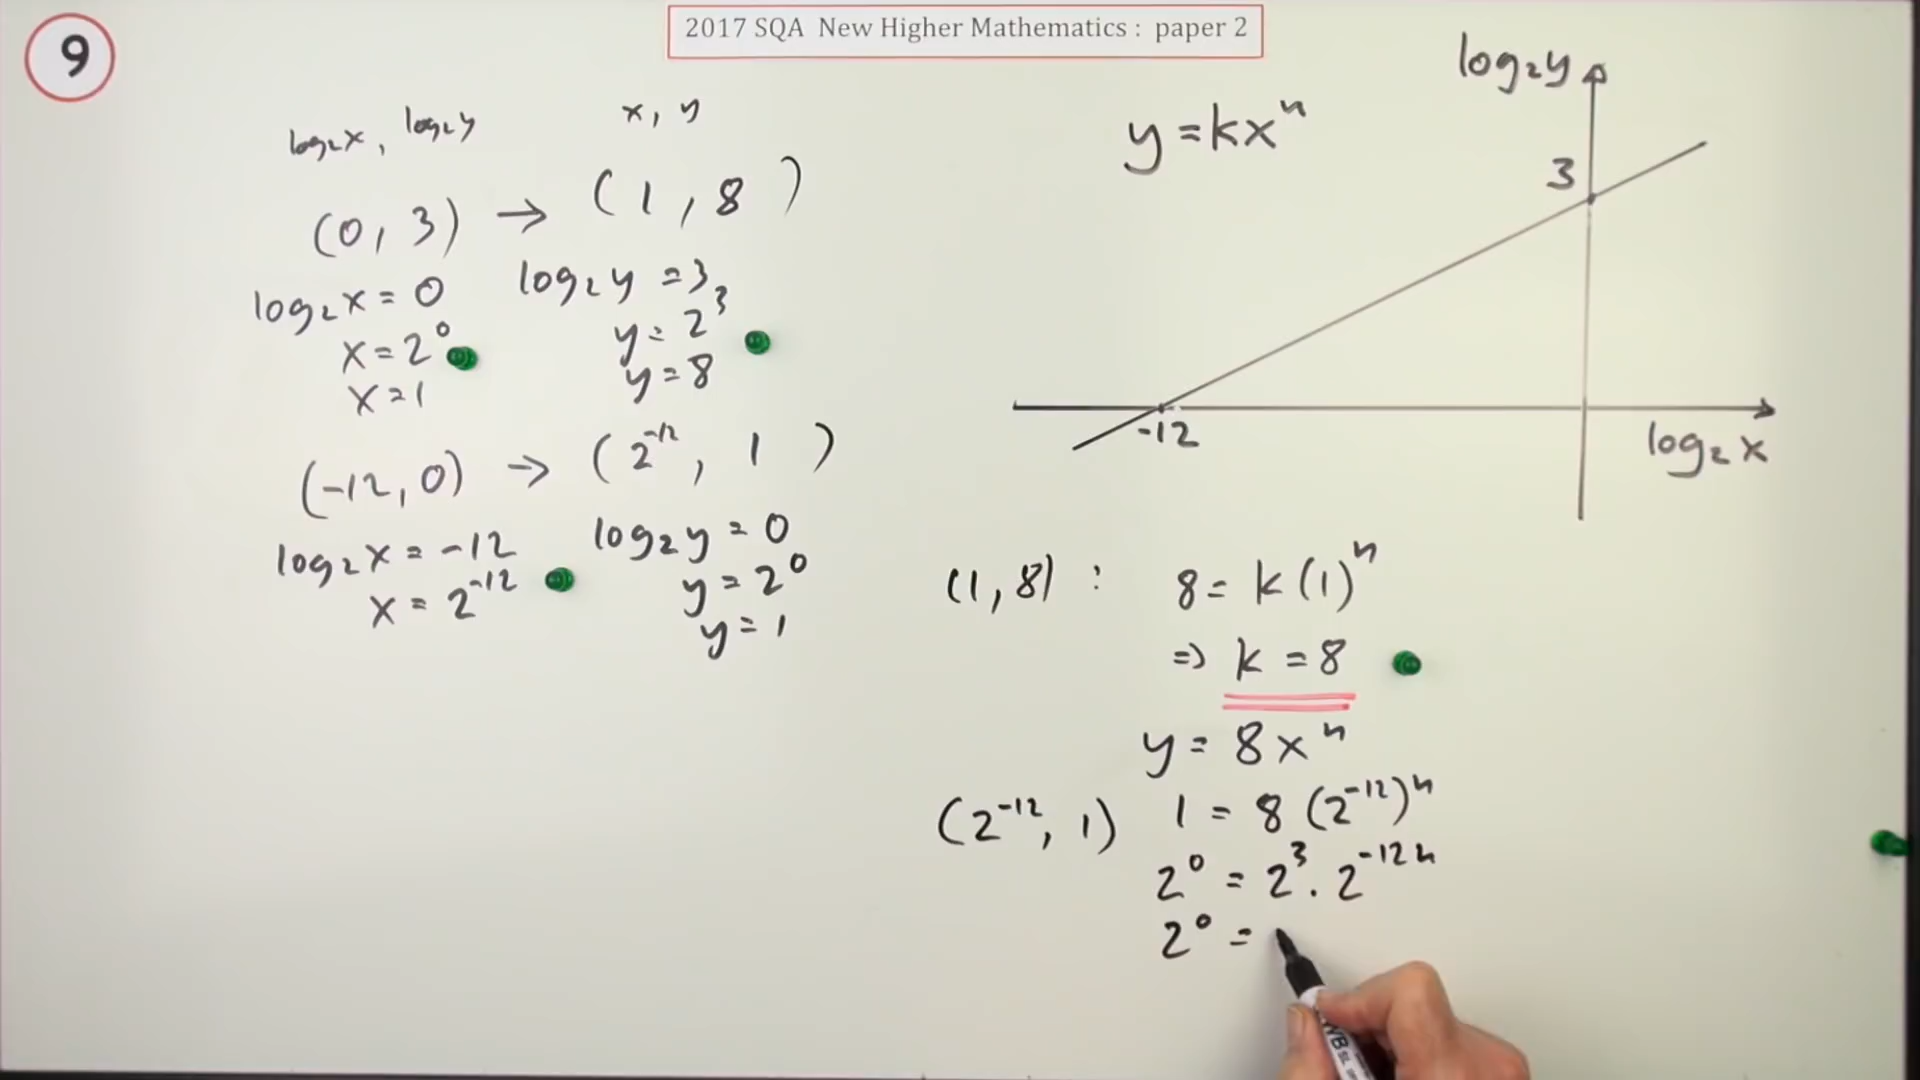 9
2017 SQA New Higher Mathematics : paper 2
log₂x, log₂y
x, y
(0, 3) → (1, 8)
log₂x = 0
log₂y = 3
x = 2⁰
y = 2³
x = 1
y = 8
(-12, 0) → (2⁻¹², 1)
log₂x = -12
log₂y = 0
x = 2⁻¹²
y = 2⁰
y = 1
y = kxⁿ
log₂y
3
-12
log₂x
(1, 8) : 8 = k(1)ⁿ
⇒ k = 8
y = 8xⁿ
(2⁻¹², 1) 1 = 8(2⁻¹²)ⁿ
2⁰ = 2³ . 2⁻¹²ⁿ
2⁰ =